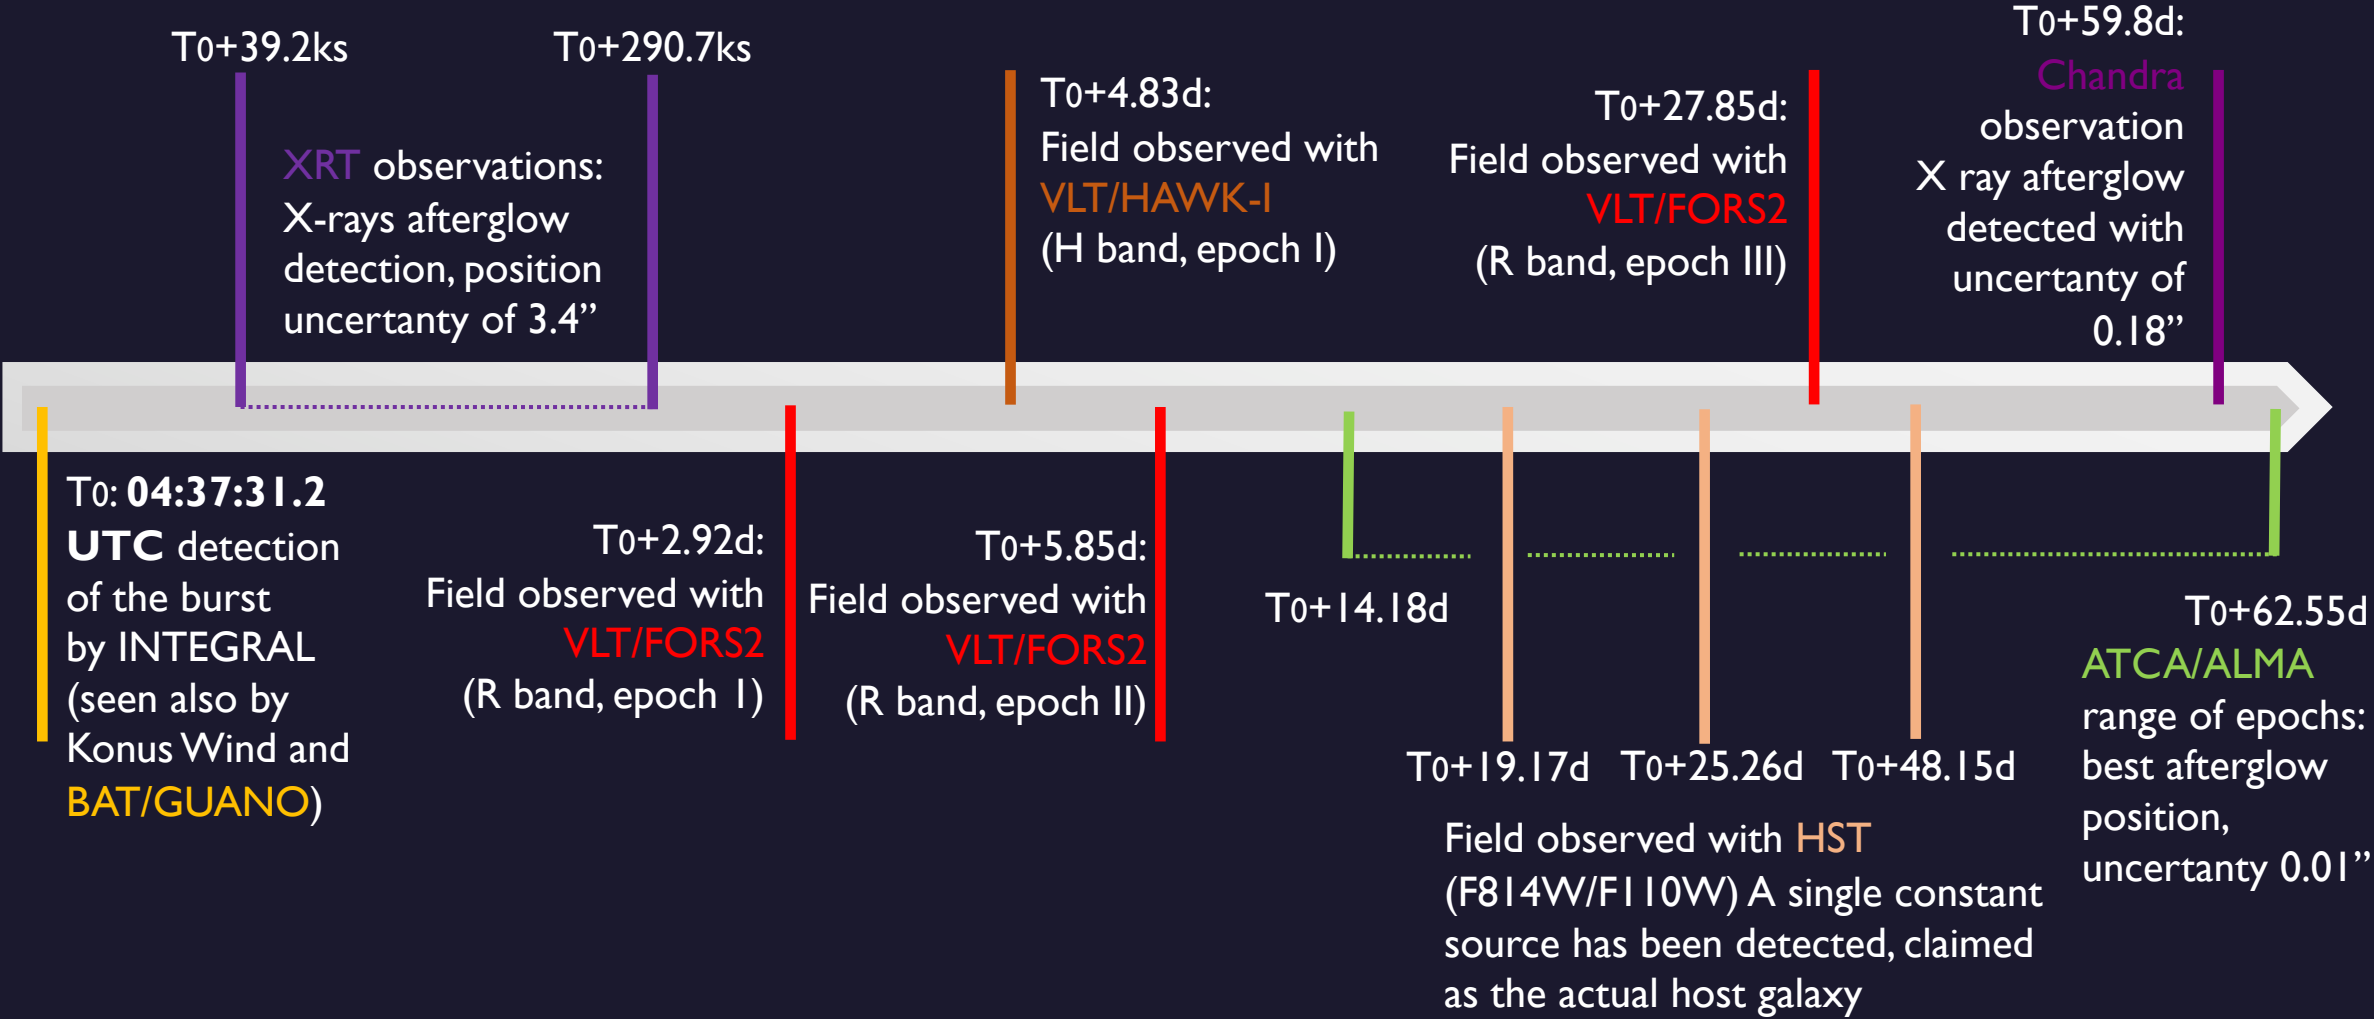 T0+39.2ks
T0+290.7ks
XRT observations:
X-rays afterglow
detection, position
uncertanty of 3.4”
T0+4.83d:
Field observed with
VLT/HAWK-I
(H band, epoch I)
T0+27.85d:
Field observed with
VLT/FORS2
(R band, epoch III)
T0+59.8d:
Chandra
observation
X ray afterglow
detected with
uncertanty of
0.18”
T0: 04:37:31.2
UTC detection
of the burst
by INTEGRAL
(seen also by
Konus Wind and
BAT/GUANO)
T0+2.92d:
Field observed with
VLT/FORS2
(R band, epoch 1)
T0+5.85d:
Field observed with
VLT/FORS2
(R band, epoch II)
T0+14.18d
T0+19.17d
T0+25.26d
T0+48.15d
Field observed with HST
(F814W/F110W) A single constant
source has been detected, claimed
as the actual host galaxy
T0+62.55d
ATCA/ALMA
range of epochs:
best afterglow
position,
uncertanty 0.01”